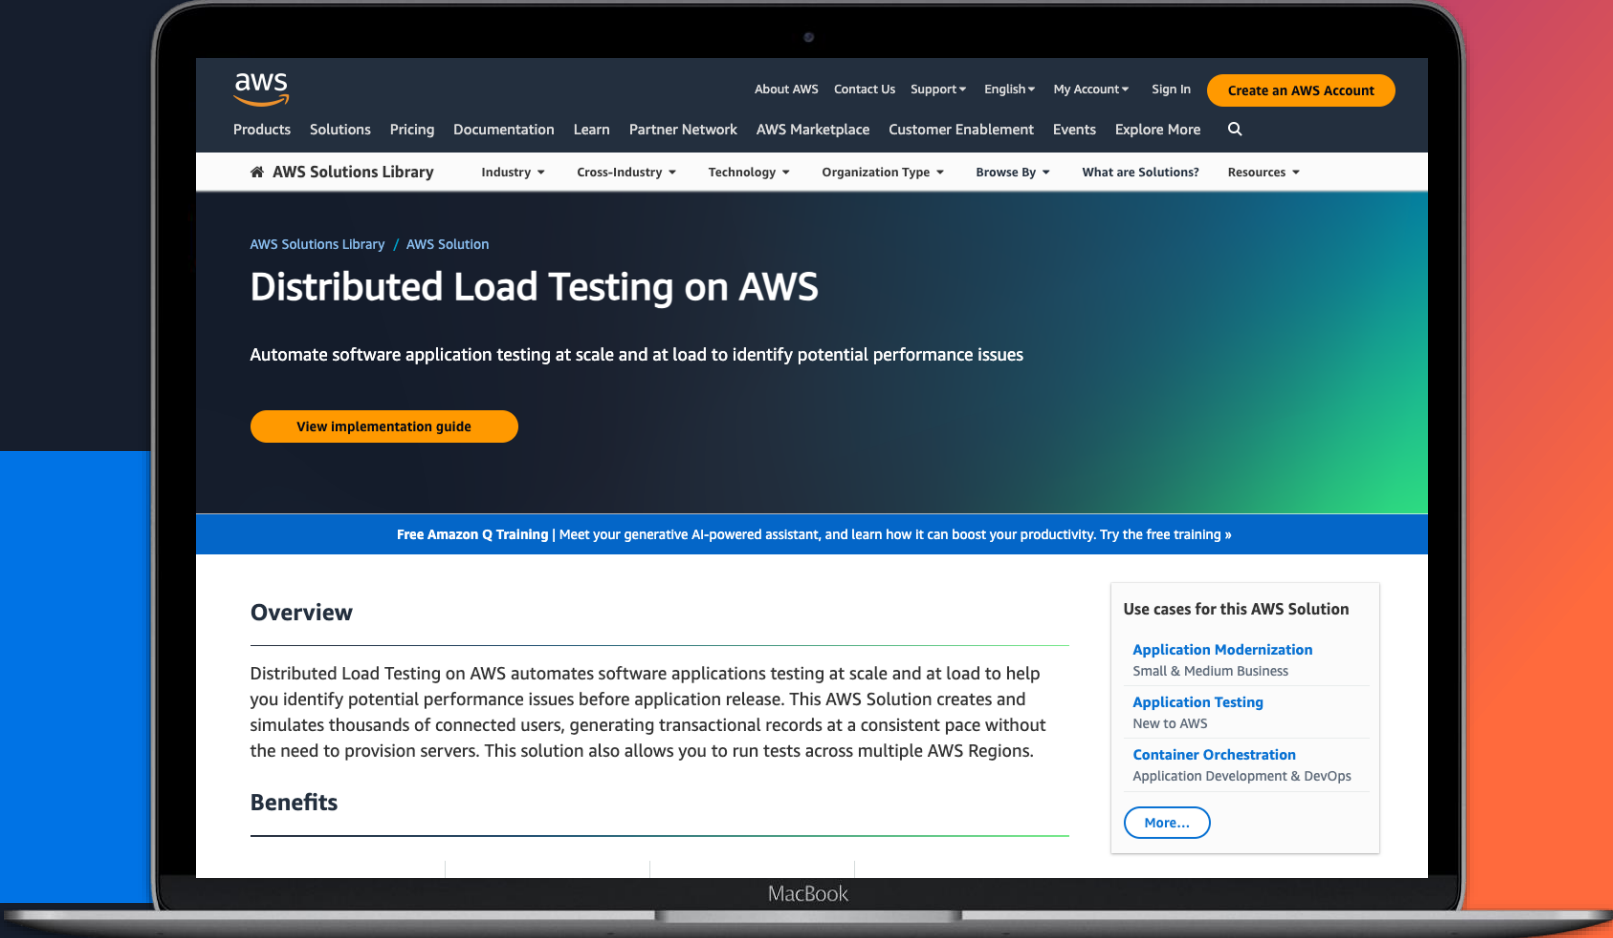 aws
About AWS Contact Us Support English My Account Sign In Create an AWS Account
Products Solutions Pricing Documentation Learn Partner Network AWS Marketplace Customer Enablement Events Explore More
AWS Solutions Library Industry Cross-Industry Technology Organization Type Browse By What are Solutions? Resources
AWS Solutions Library / AWS Solution
Distributed Load Testing on AWS
Automate software application testing at scale and at load to identify potential performance issues
View implementation guide
Free Amazon Q Training | Meet your generative AI-powered assistant, and learn how it can boost your productivity. Try the free training »
Overview
Distributed Load Testing on AWS automates software applications testing at scale and at load to help
you identify potential performance issues before application release. This AWS Solution creates and
simulates thousands of connected users, generating transactional records at a consistent pace without
the need to provision servers. This solution also allows you to run tests across multiple AWS Regions.
Benefits
Use cases for this AWS Solution
Application Modernization
Small & Medium Business
Application Testing
New to AWS
Container Orchestration
Application Development & DevOps
More...
MacBook